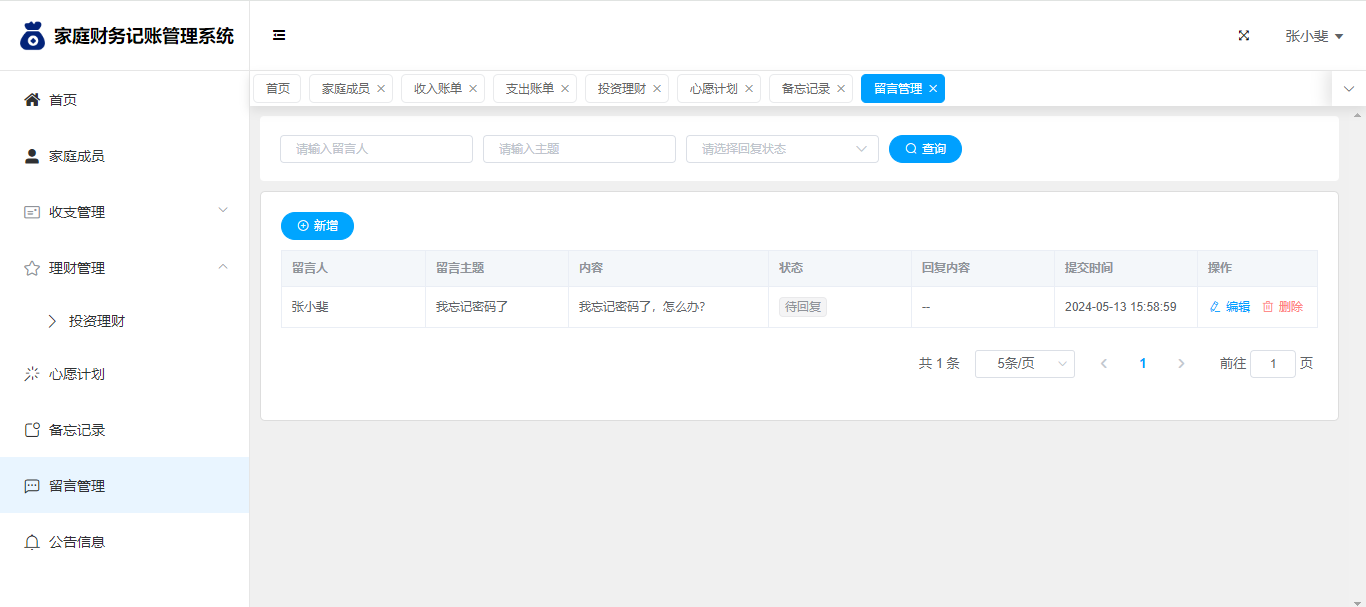 家庭财务记账管理系统
张小斐
首页 家庭成员 收入账单 支出账单 投资理财 心愿计划 备忘记录 留言管理
首页
家庭成员
收支管理
理财管理
投资理财
心愿计划
备忘记录
留言管理
公告信息
请输入留言人 请输入主题 请选择回复状态 查询
新增
留言人 留言主题 内容 状态 回复内容 提交时间 操作
张小斐 我忘记密码了 我忘记密码了，怎么办? 待回复 -- 2024-05-13 15:58:59 编辑 删除
共 1 条 5条/页 1 前往 1 页